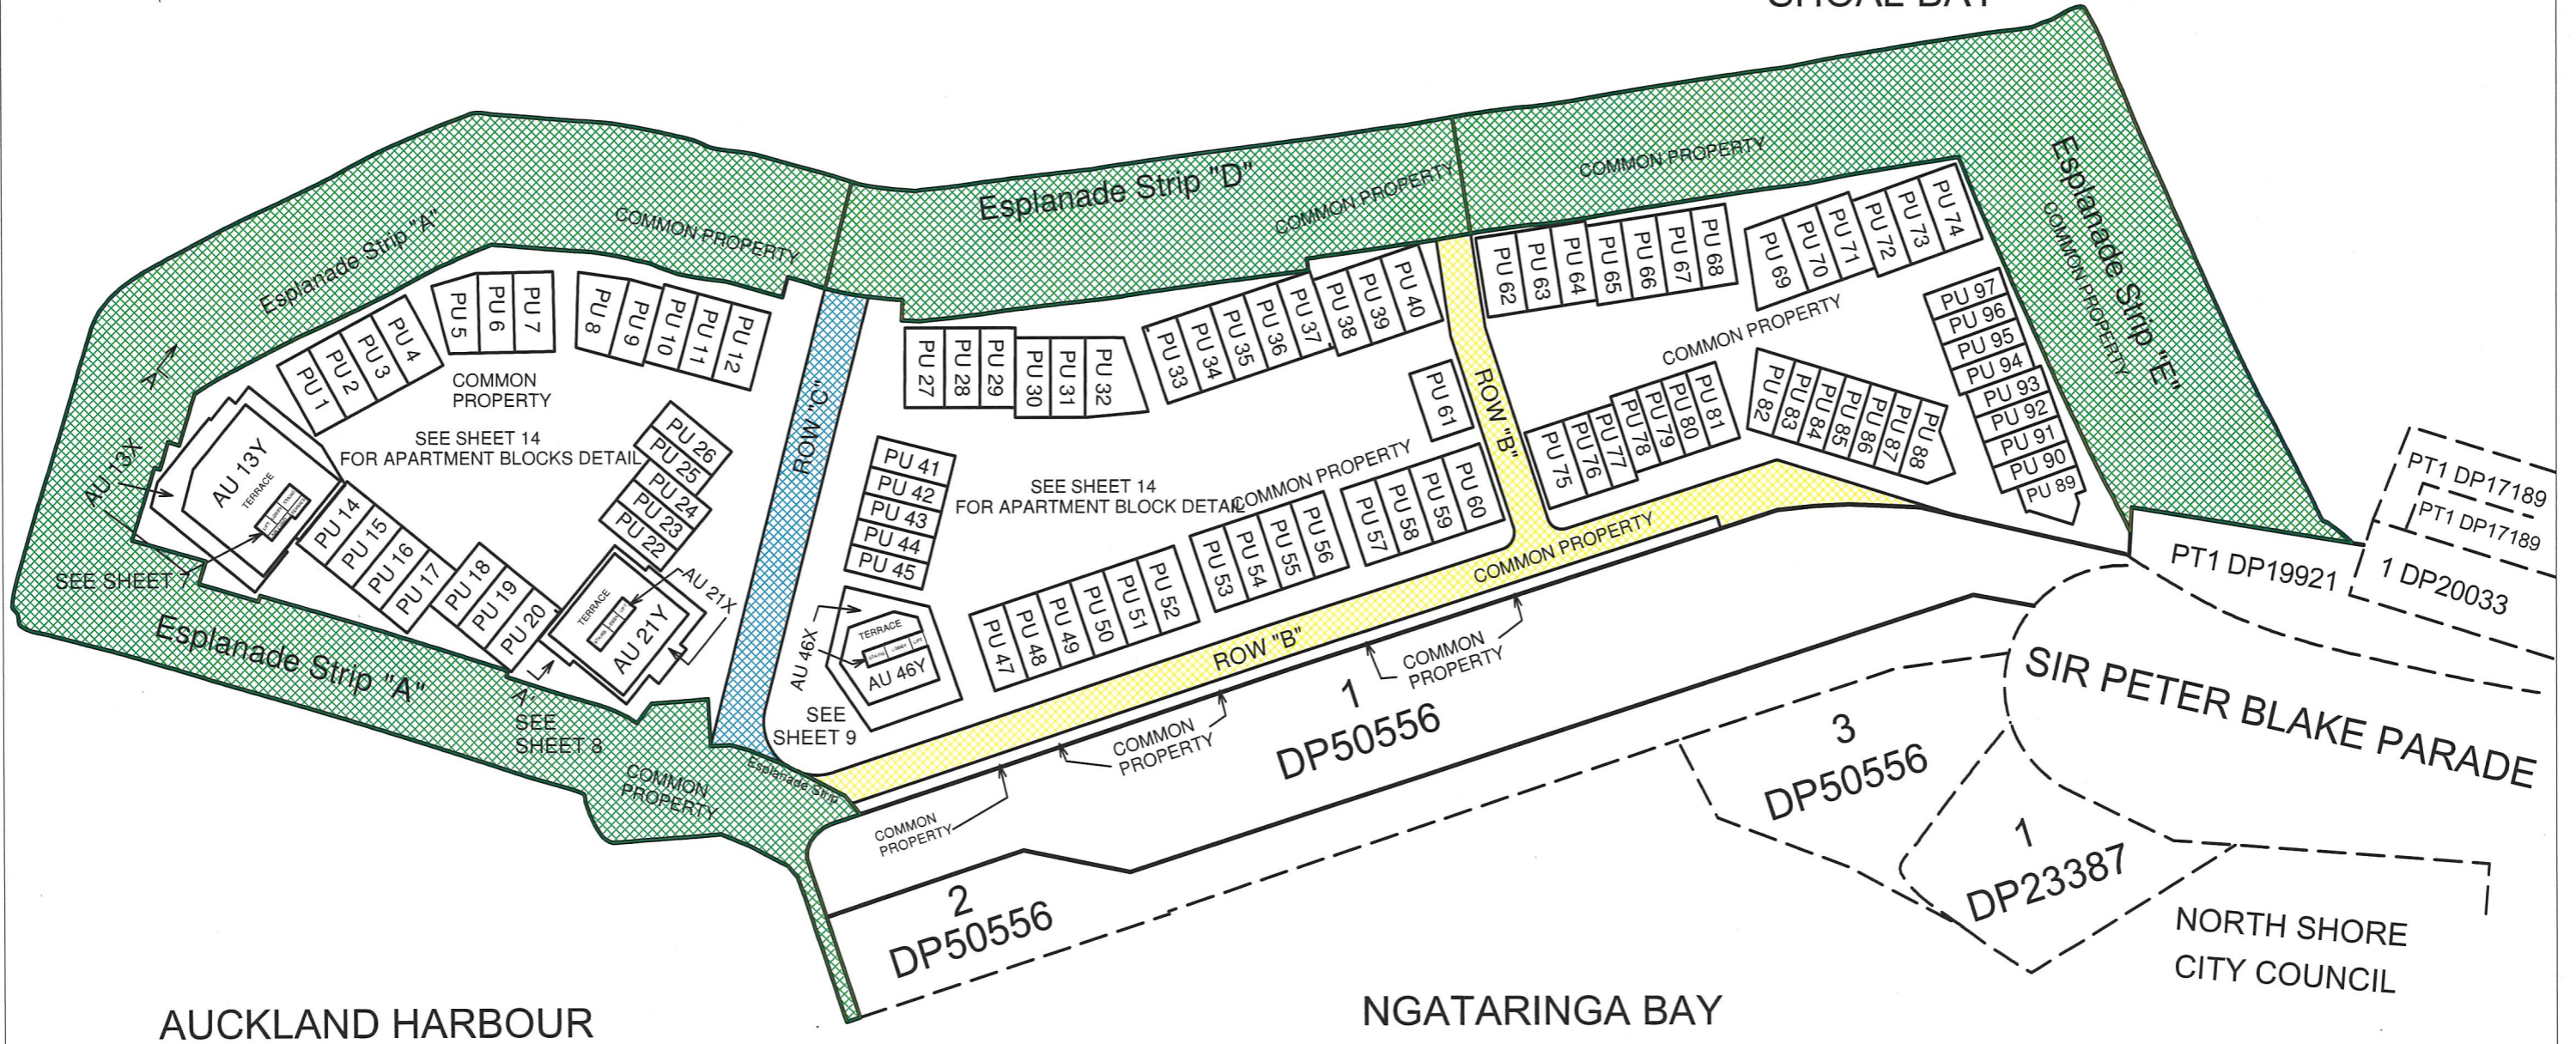 SHOAL BAY
Esplanade Strip "A"
COMMON PROPERTY
Esplanade Strip "D"
COMMON PROPERTY
COMMON PROPERTY
Esplanade Strip "E"
COMMON PROPERTY
PU 1
PU 2
PU 3
PU 4
PU 5
PU 6
PU 7
PU 8
PU 9
PU 10
PU 11
PU 12
COMMON
PROPERTY
SEE SHEET 14
FOR APARTMENT BLOCKS DETAIL
A
AU 13X
AU 13Y
TERRACE
SEE SHEET 7
PU 14
PU 15
PU 16
PU 17
PU 18
PU 19
PU 20
AU 21X
AU 21Y
TERRACE
PU 22
PU 23
PU 24
PU 25
PU 26
A'
SEE
SHEET 8
Esplanade Strip "A"
COMMON
PROPERTY
Esplanade Strip
ROW "C"
PU 27
PU 28
PU 29
PU 30
PU 31
PU 32
PU 33
PU 34
PU 35
PU 36
PU 37
PU 38
PU 39
PU 40
PU 41
PU 42
PU 43
PU 44
PU 45
SEE SHEET 14
FOR APARTMENT BLOCK DETAIL
COMMON PROPERTY
AU 46X
TERRACE
STAIRS
LOBBY
LIFT
AU 46Y
SEE
SHEET 9
PU 47
PU 48
PU 49
PU 50
PU 51
PU 52
PU 53
PU 54
PU 55
PU 56
PU 57
PU 58
PU 59
PU 60
PU 61
ROW "B"
ROW "B"
COMMON PROPERTY
PU 62
PU 63
PU 64
PU 65
PU 66
PU 67
PU 68
PU 69
PU 70
PU 71
PU 72
PU 73
PU 74
COMMON PROPERTY
PU 75
PU 76
PU 77
PU 78
PU 79
PU 80
PU 81
PU 82
PU 83
PU 84
PU 85
PU 86
PU 87
PU 88
PU 97
PU 96
PU 95
PU 94
PU 93
PU 92
PU 91
PU 90
PU 89
COMMON
PROPERTY
COMMON
PROPERTY
COMMON
PROPERTY
1
DP50556
2
DP50556
3
DP50556
1
DP23387
PT1 DP17189
PT1 DP17189
PT1 DP19921
1 DP20033
SIR PETER BLAKE PARADE
NORTH SHORE
CITY COUNCIL
AUCKLAND HARBOUR
NGATARINGA BAY